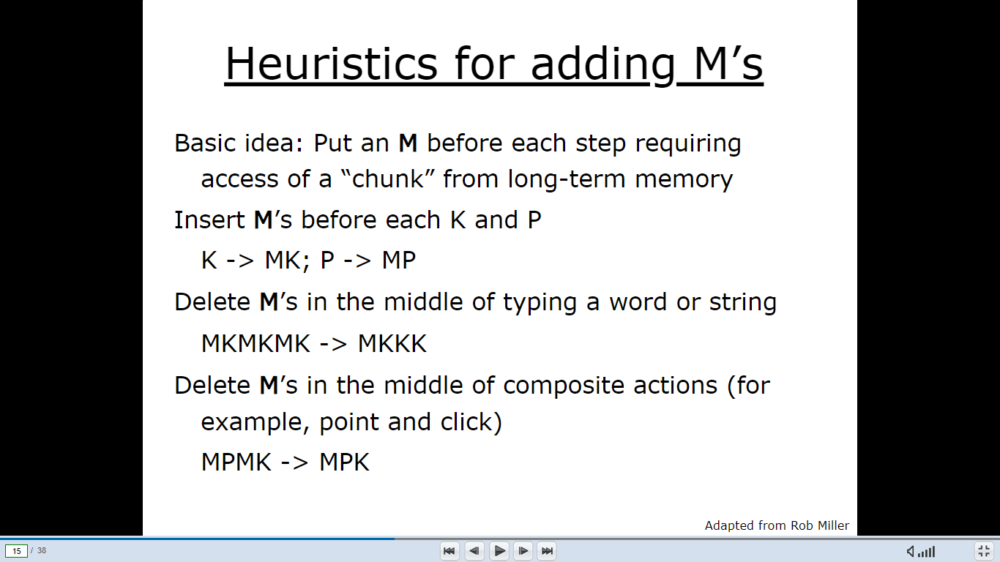 Heuristics for adding M’s
Basic idea: Put an M before each step requiring
access of a “chunk” from long-term memory
Insert M’s before each K and P
K -> MK; P -> MP
Delete M’s in the middle of typing a word or string
MKMKMK -> MKKK
Delete M’s in the middle of composite actions (for
example, point and click)
MPMK -> MPK
Adapted from Rob Miller
15 / 38